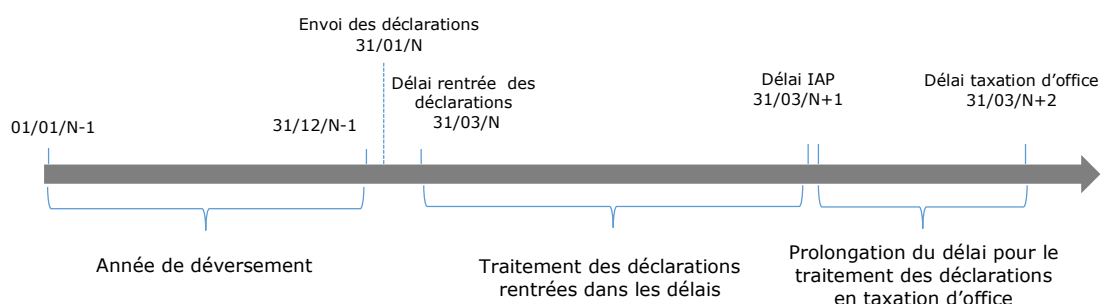 Envoi des déclarations
31/01/N
Délai rentrée des
déclarations
31/03/N
Délai IAP
31/03/N+1
Délai taxation d’office
31/03/N+2
01/01/N-1
31/12/N-1
Année de déversement
Traitement des déclarations
rentrées dans les délais
Prolongation du délai pour le
traitement des déclarations
en taxation d’office